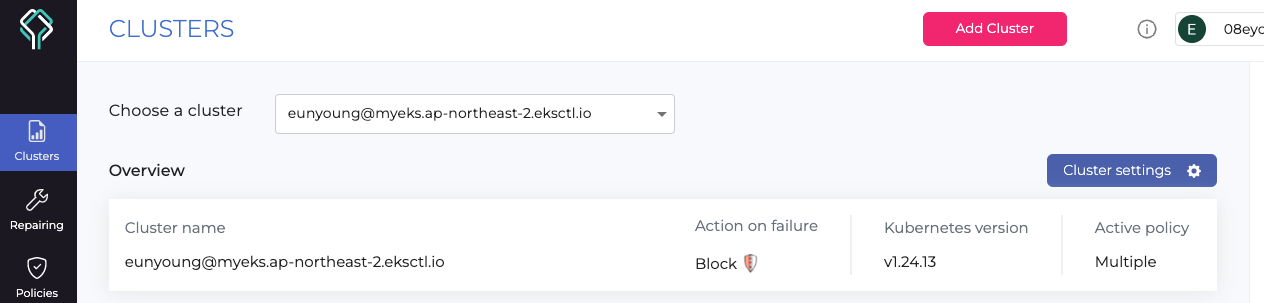 CLUSTERS
Add Cluster
E
08eyc
Choose a cluster
eunyoung@myeks.ap-northeast-2.eksctl.io
Clusters
Overview
Cluster settings
Repairing
Cluster name
Action on failure
Kubernetes version
Active policy
eunyoung@myeks.ap-northeast-2.eksctl.io
Block
v1.24.13
Multiple
Policies